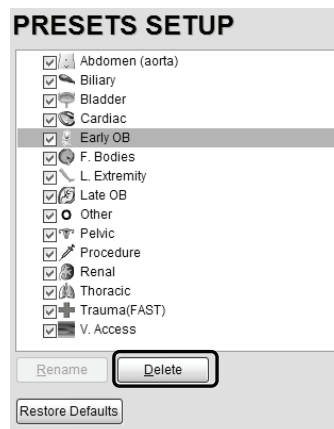 PRESETS SETUP
Abdomen (aorta)
Biliary
Bladder
Cardiac
Early OB
F. Bodies
L. Extremity
Late OB
Other
Pelvic
Procedure
Renal
Thoracic
Trauma(FAST)
V. Access
Rename Delete
Restore Defaults